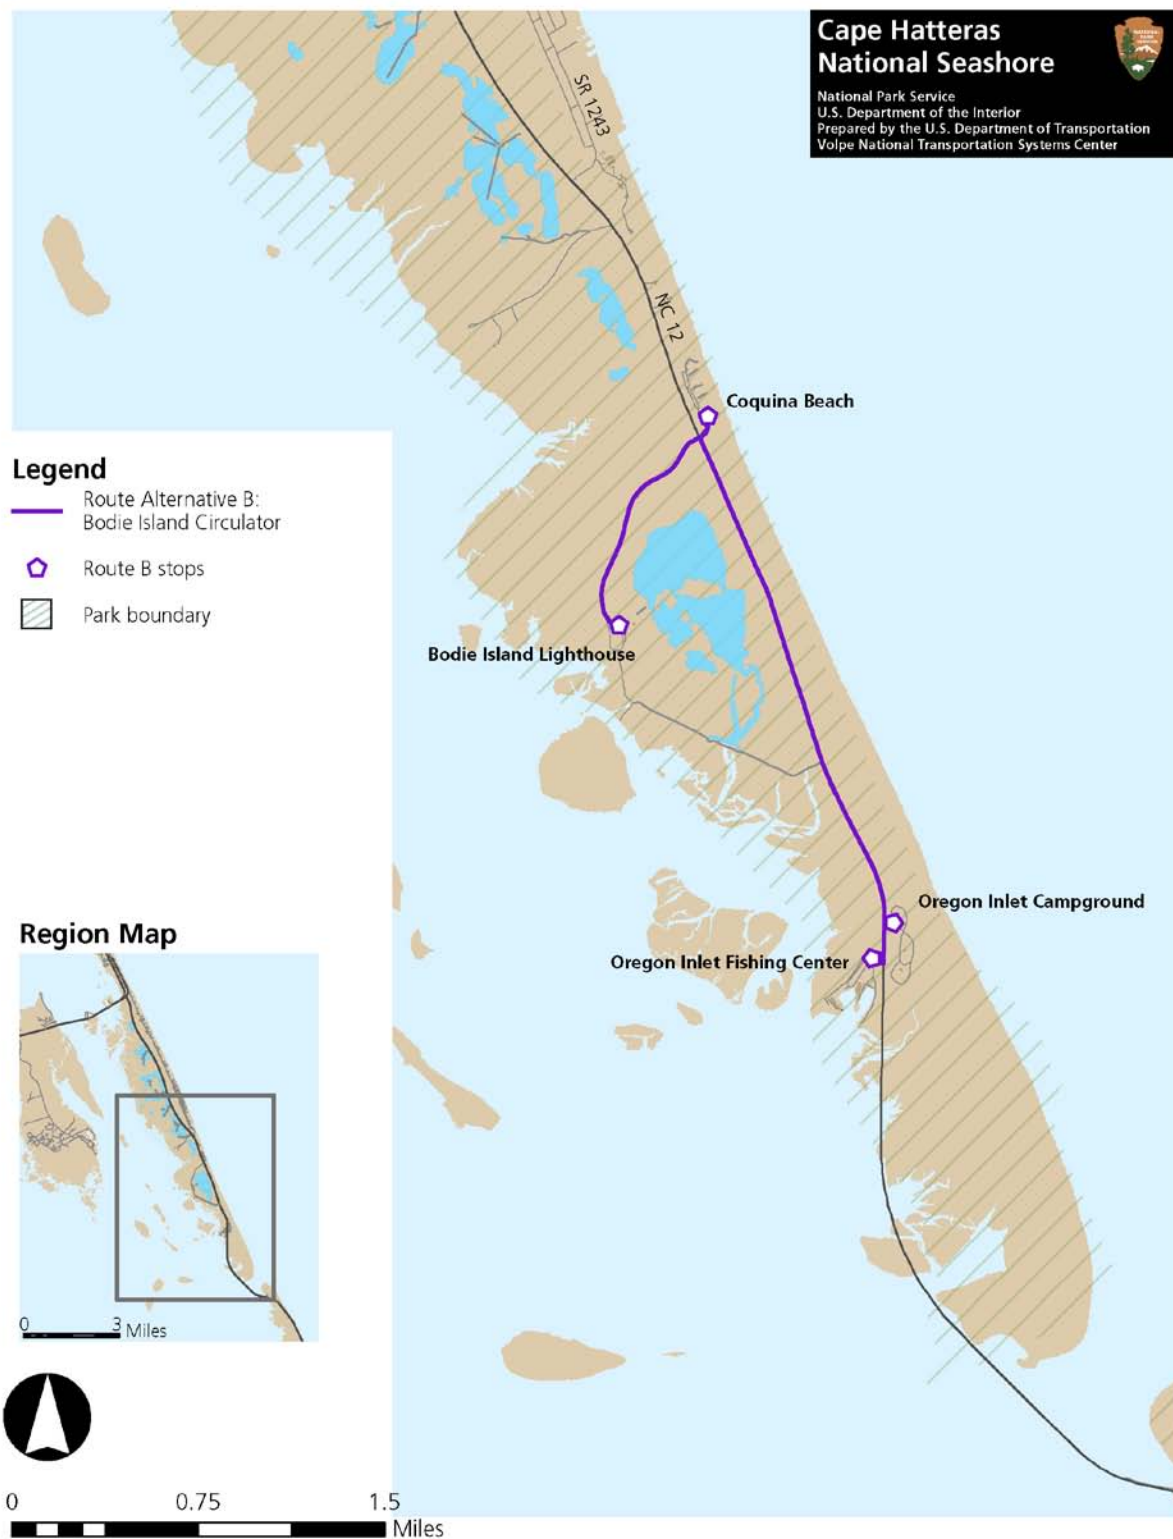 Cape Hatteras
National Seashore
National Park Service
U.S. Department of the Interior
Prepared by the U.S. Department of Transportation
Volpe National Transportation Systems Center
SR 1243
NC 12
Coquina Beach
Legend
Route Alternative B:
Bodie Island Circulator
Route B stops
Park boundary
Bodie Island Lighthouse
Oregon Inlet Campground
Oregon Inlet Fishing Center
Region Map
0 3 Miles
0 0.75 1.5
Miles